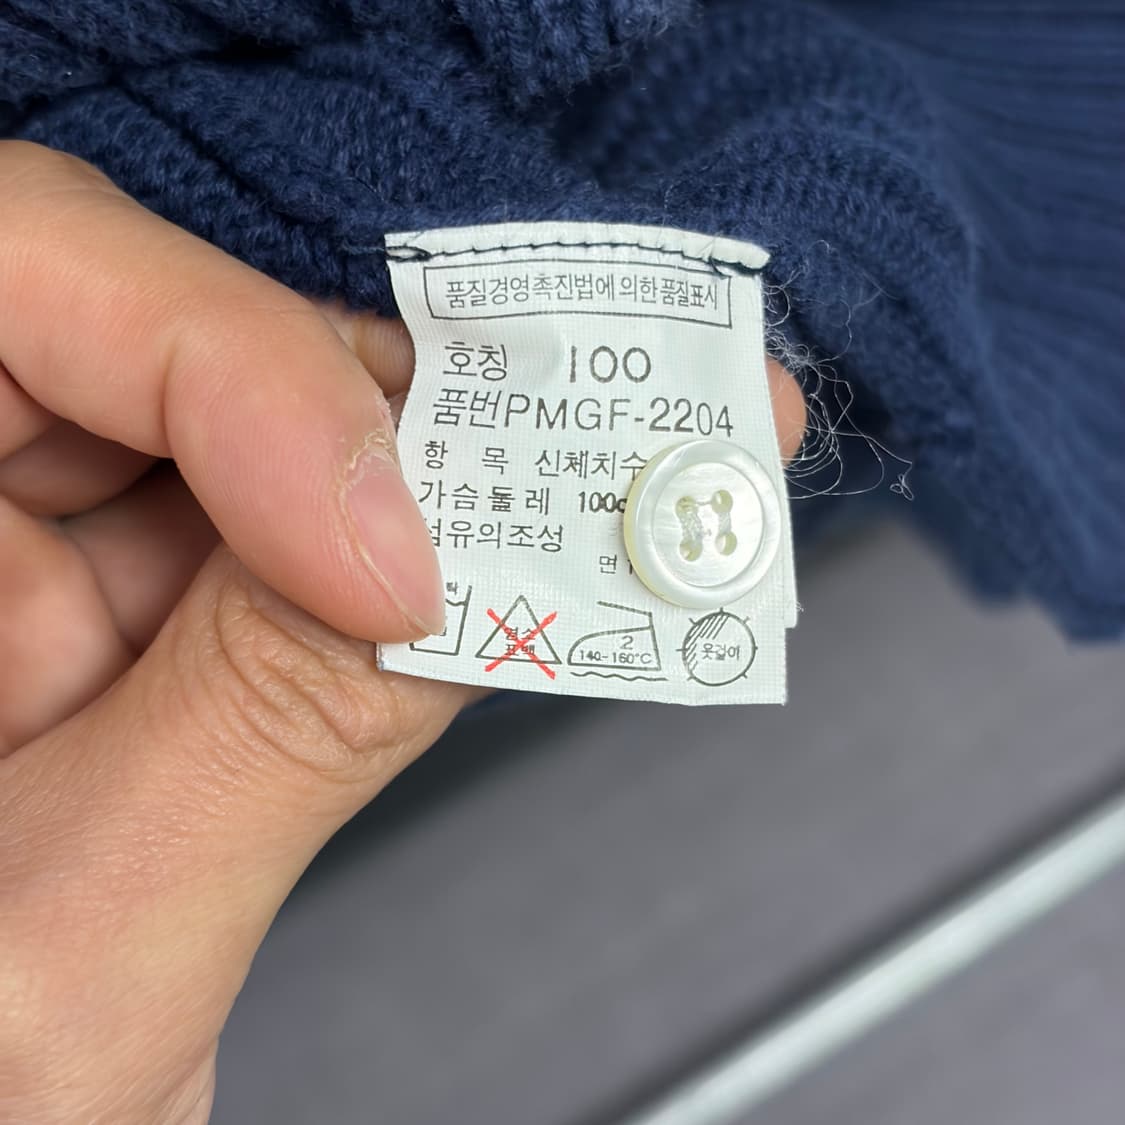 품질경영촉진법에의한품질표시
호칭 100
품번PMGF-2204
항 목 신체치수
가슴둘레 100c
섬유의조성
면 1
염소
표백
2
140-160°C
옷걸이